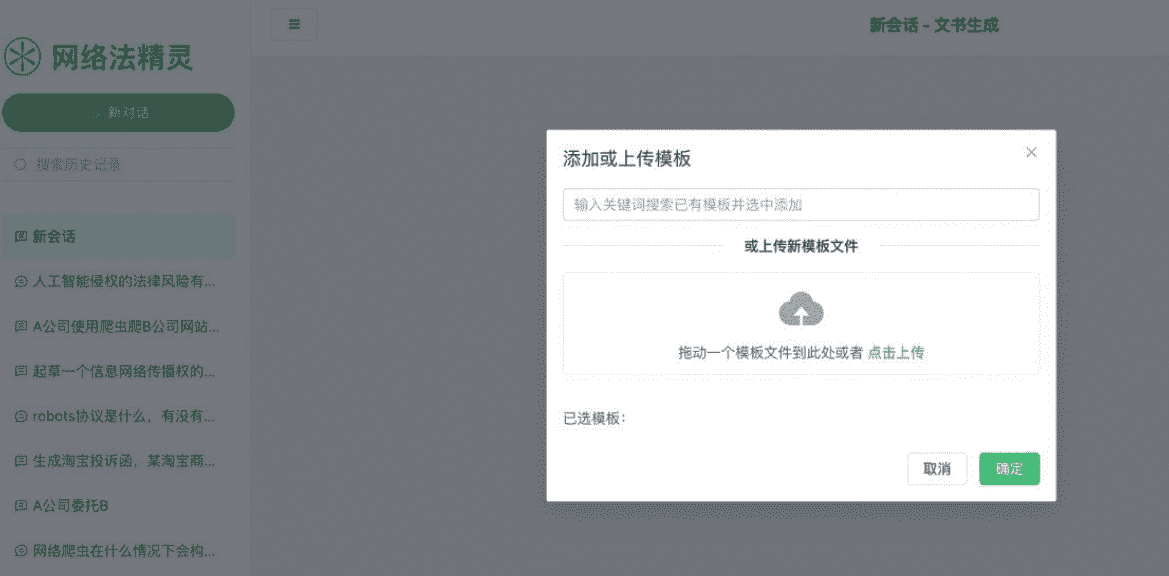 网络法精灵
新对话
搜索历史记录
新会话
人工智能侵权的法律风险有...
A公司使用爬虫爬B公司网站...
起草一个信息网络传播权的...
robots协议是什么，有没有...
生成淘宝投诉函，某淘宝商...
A公司委托B
网络爬虫在什么情况下会构...
新会话 - 文书生成
添加或上传模板
输入关键词搜索已有模板并选中添加
或上传新模板文件
拖动一个模板文件到此处或者 点击上传
已选模板：
取消
确定